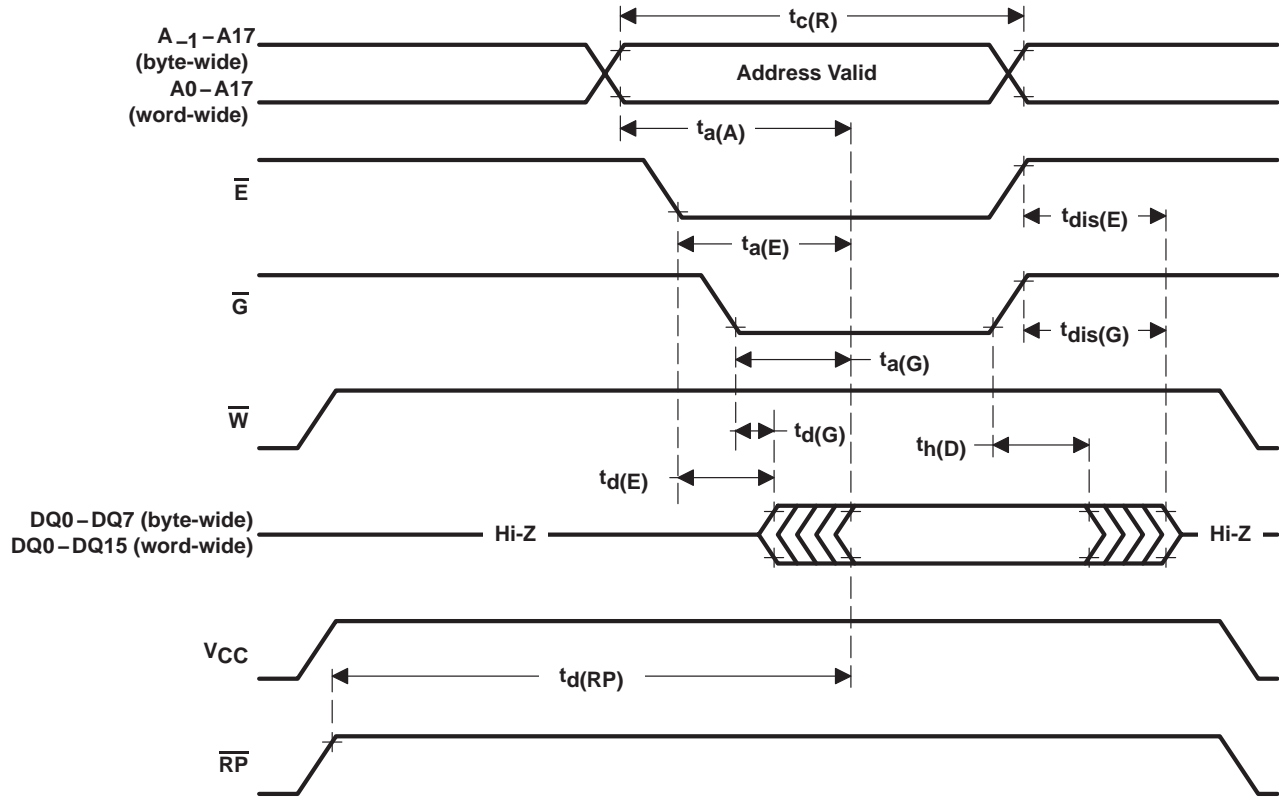 tc(R)
A–1 – A17
(byte-wide)
Address Valid
A0 – A17
(word-wide)
ta(A)
E
tdis(E)
ta(E)
G
tdis(G)
ta(G)
W
td(G)
th(D)
td(E)
DQ0 – DQ7 (byte-wide)
DQ0 – DQ15 (word-wide)
Hi-Z
Hi-Z
VCC
td(RP)
RP